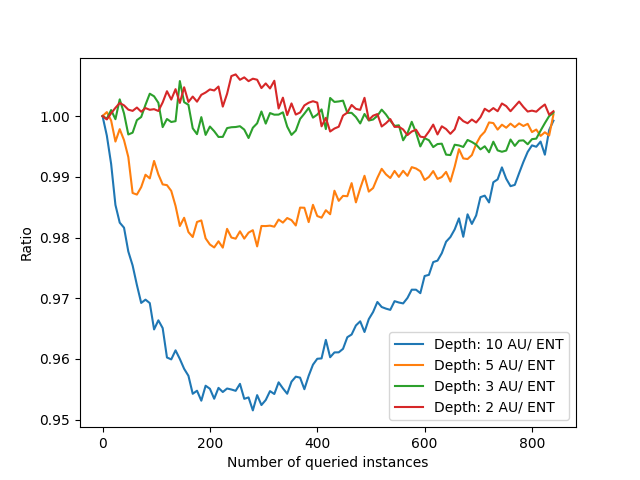 1.00
0.99
0.98
0.97
0.96
0.95
Ratio
0
200
400
600
800
Number of queried instances
Depth: 10 AU/ ENT
Depth: 5 AU/ ENT
Depth: 3 AU/ ENT
Depth: 2 AU/ ENT